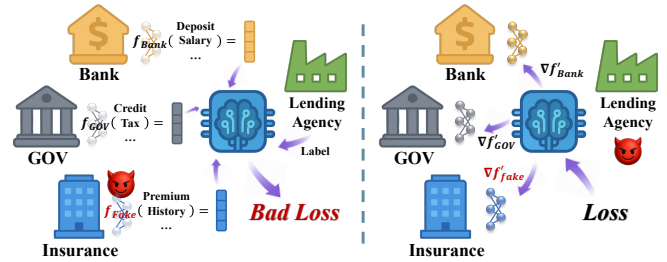 f_Bank ( Deposit Salary ... ) =
Bank
Lending
Agency
f_GOV ( Credit Tax ... ) =
GOV
Label
f_Fake ( Premium History ... ) =
Bad Loss
Insurance
∇f'_Bank
Bank
Lending
Agency
∇f'_GOV
GOV
∇f'_fake
Loss
Insurance